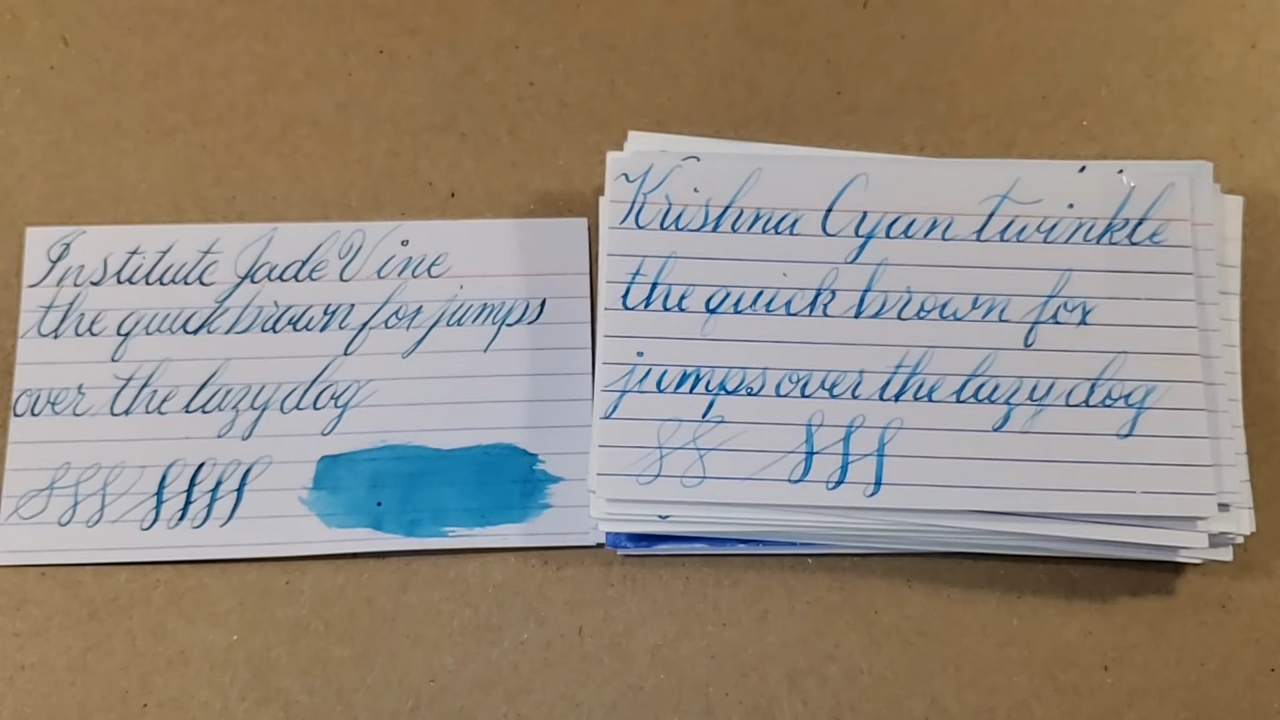 Institute Jade Vine
the quick brown fox jumps
over the lazy dog
Krishna Cyan twinkle
the quick brown fox
jumps over the lazy dog